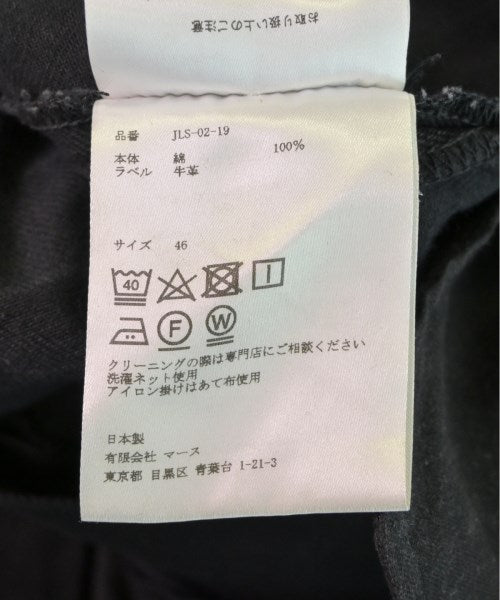 お取り扱い上のご注意
品番 JLS-02-19
本体 綿 100%
ラベル 牛革
サイズ 46
40
F W
クリーニングの際は専門店にご相談ください
洗濯ネット使用
アイロン掛けはあて布使用
日本製
有限会社 マース
東京都 目黒区 青葉台 1-21-3